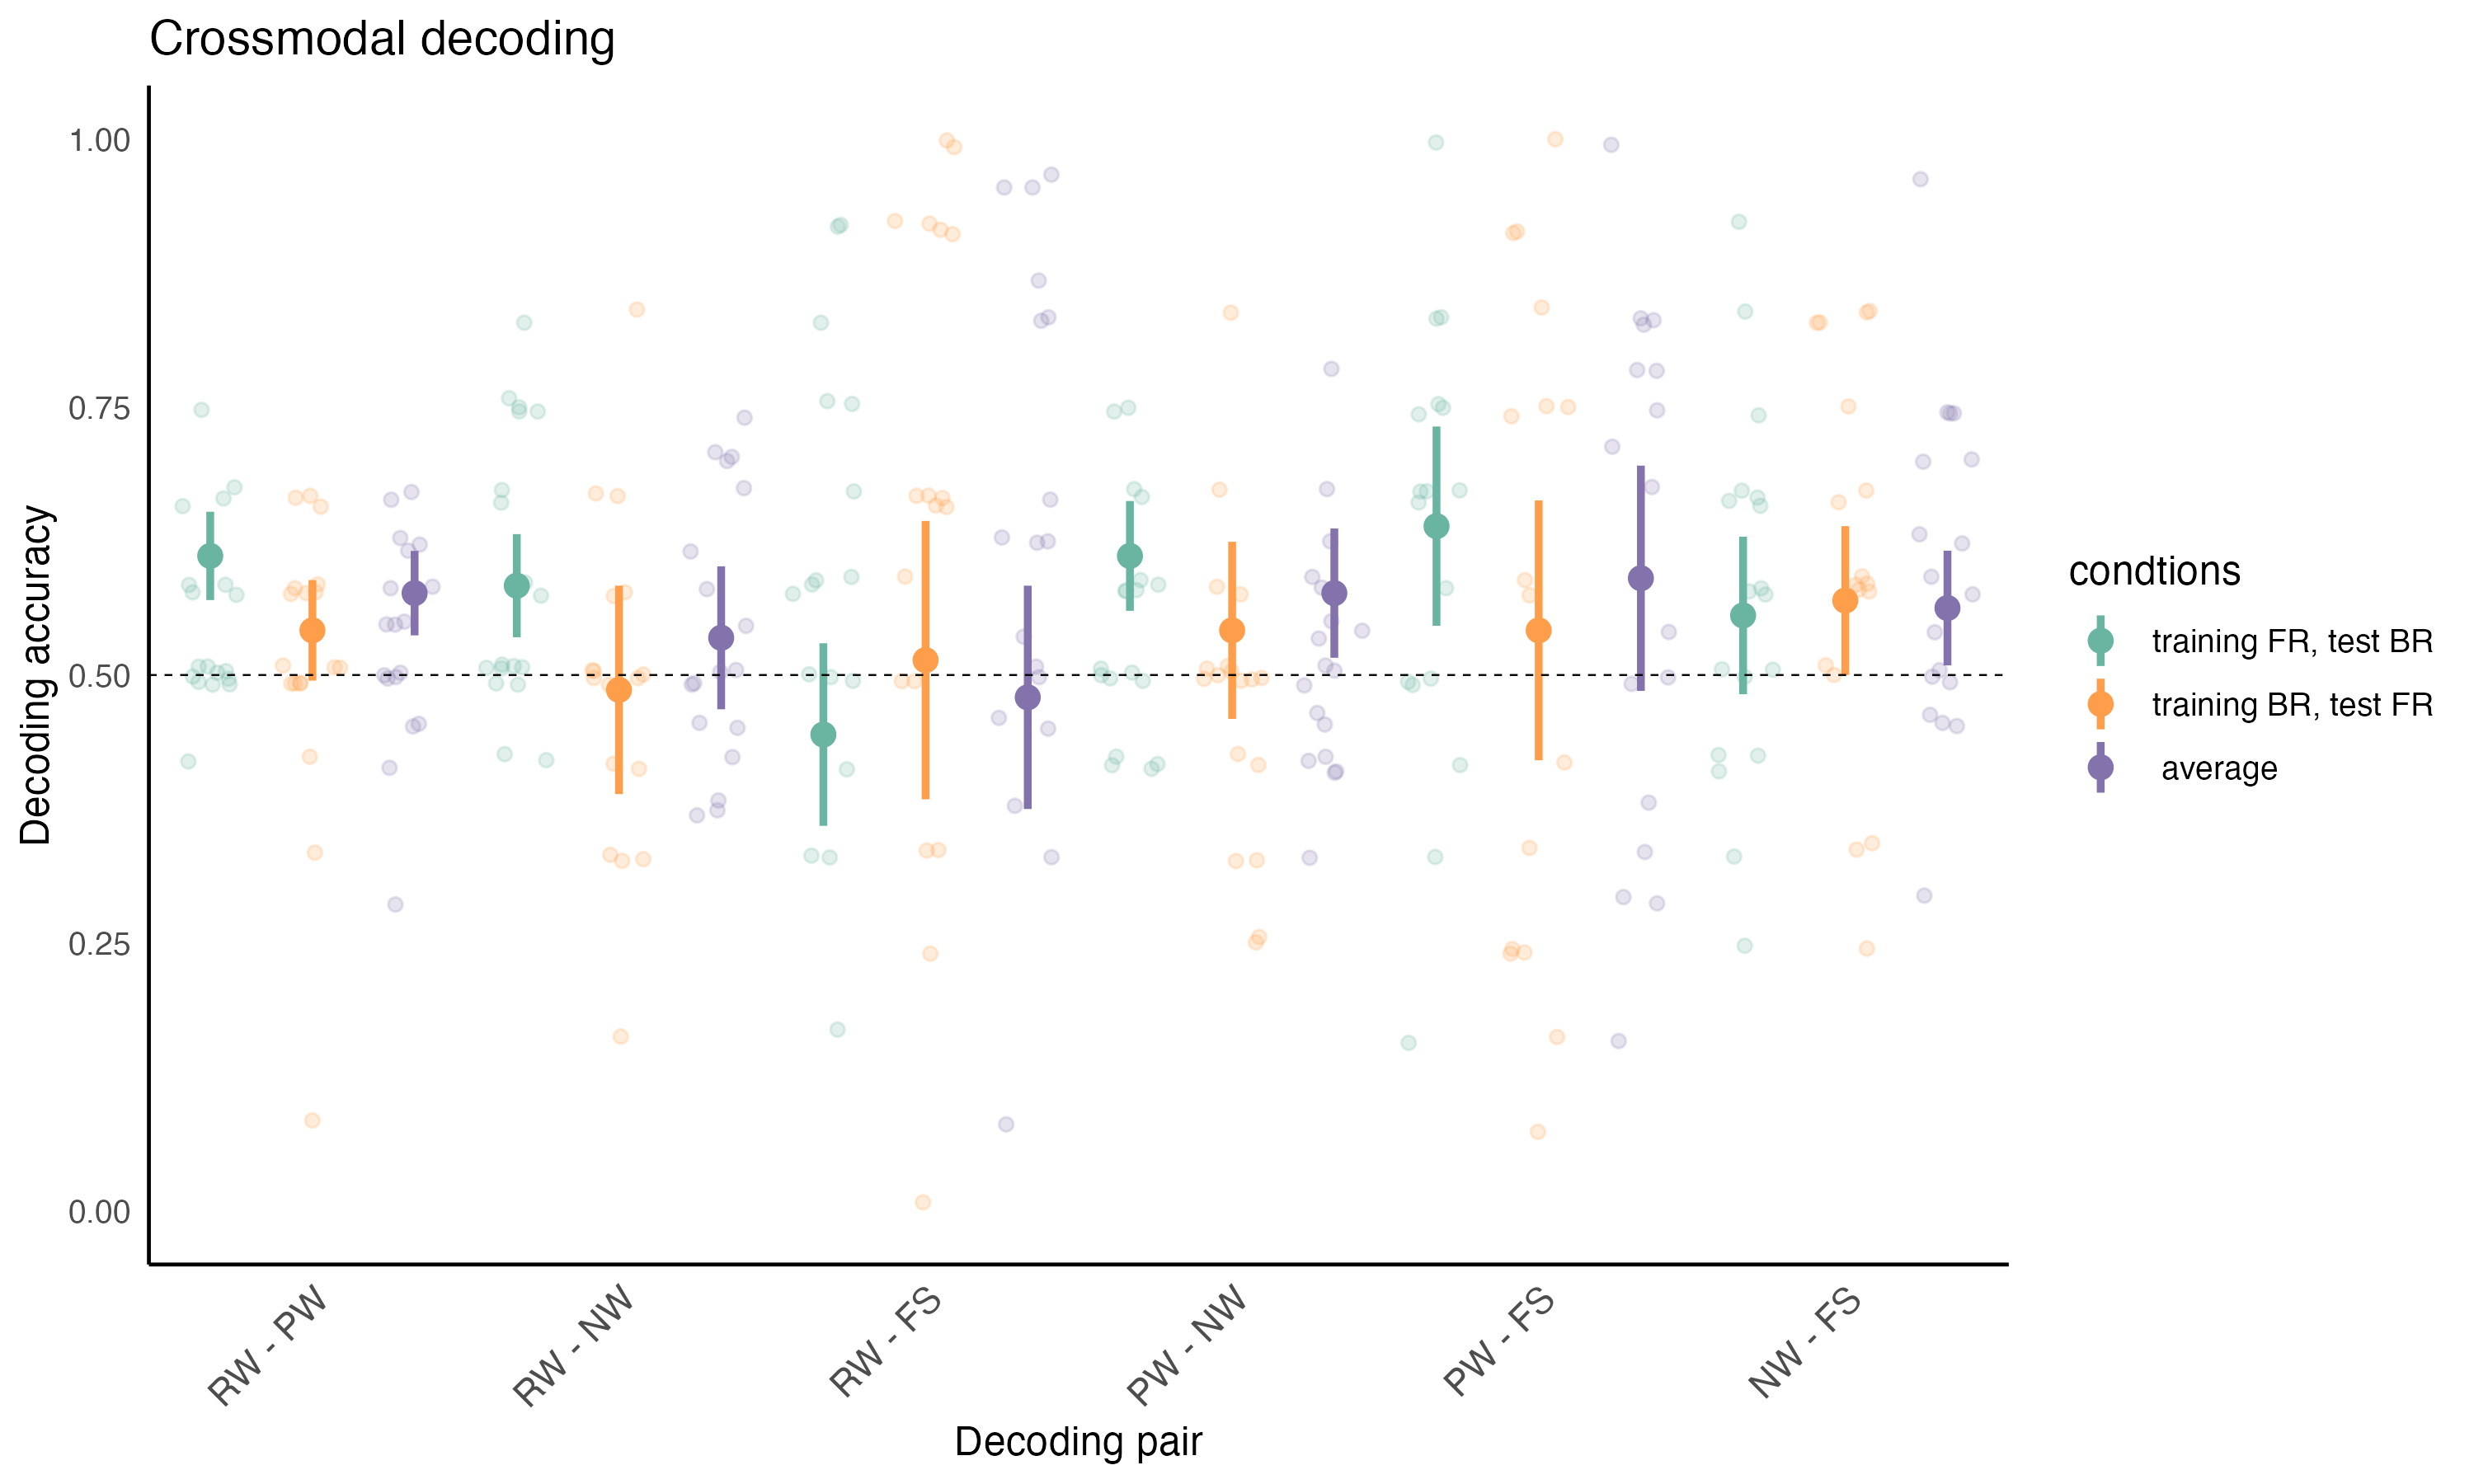 Crossmodal decoding
Decoding accuracy
1.00
0.75
0.50
0.25
0.00
RW - PW
RW - NW
RW - FS
PW - NW
PW - FS
NW - FS
Decoding pair
condtions
training FR, test BR
training BR, test FR
average